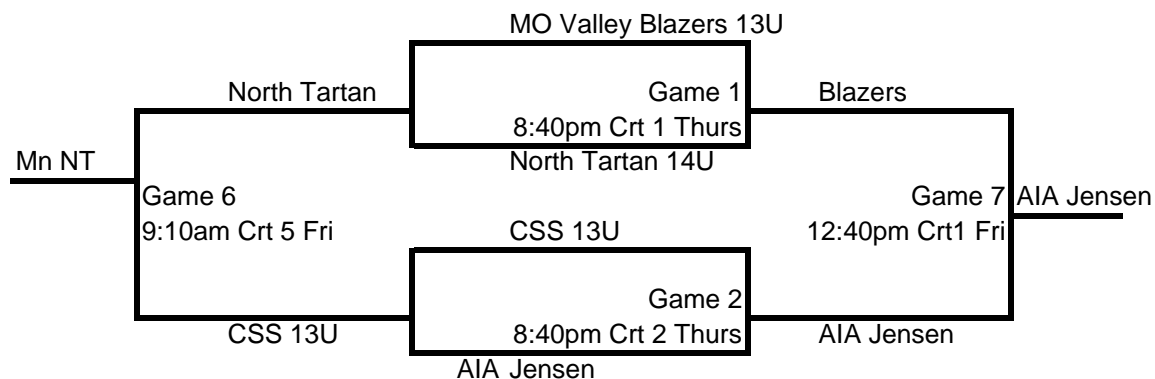 MO Valley Blazers 13U
North Tartan
Game 1
Blazers
8:40pm Crt 1 Thurs
Mn NT
North Tartan 14U
Game 6
Game 7
AIA Jensen
9:10am Crt 5 Fri
CSS 13U
12:40pm Crt1 Fri
Game 2
CSS 13U
8:40pm Crt 2 Thurs
AIA Jensen
AIA Jensen